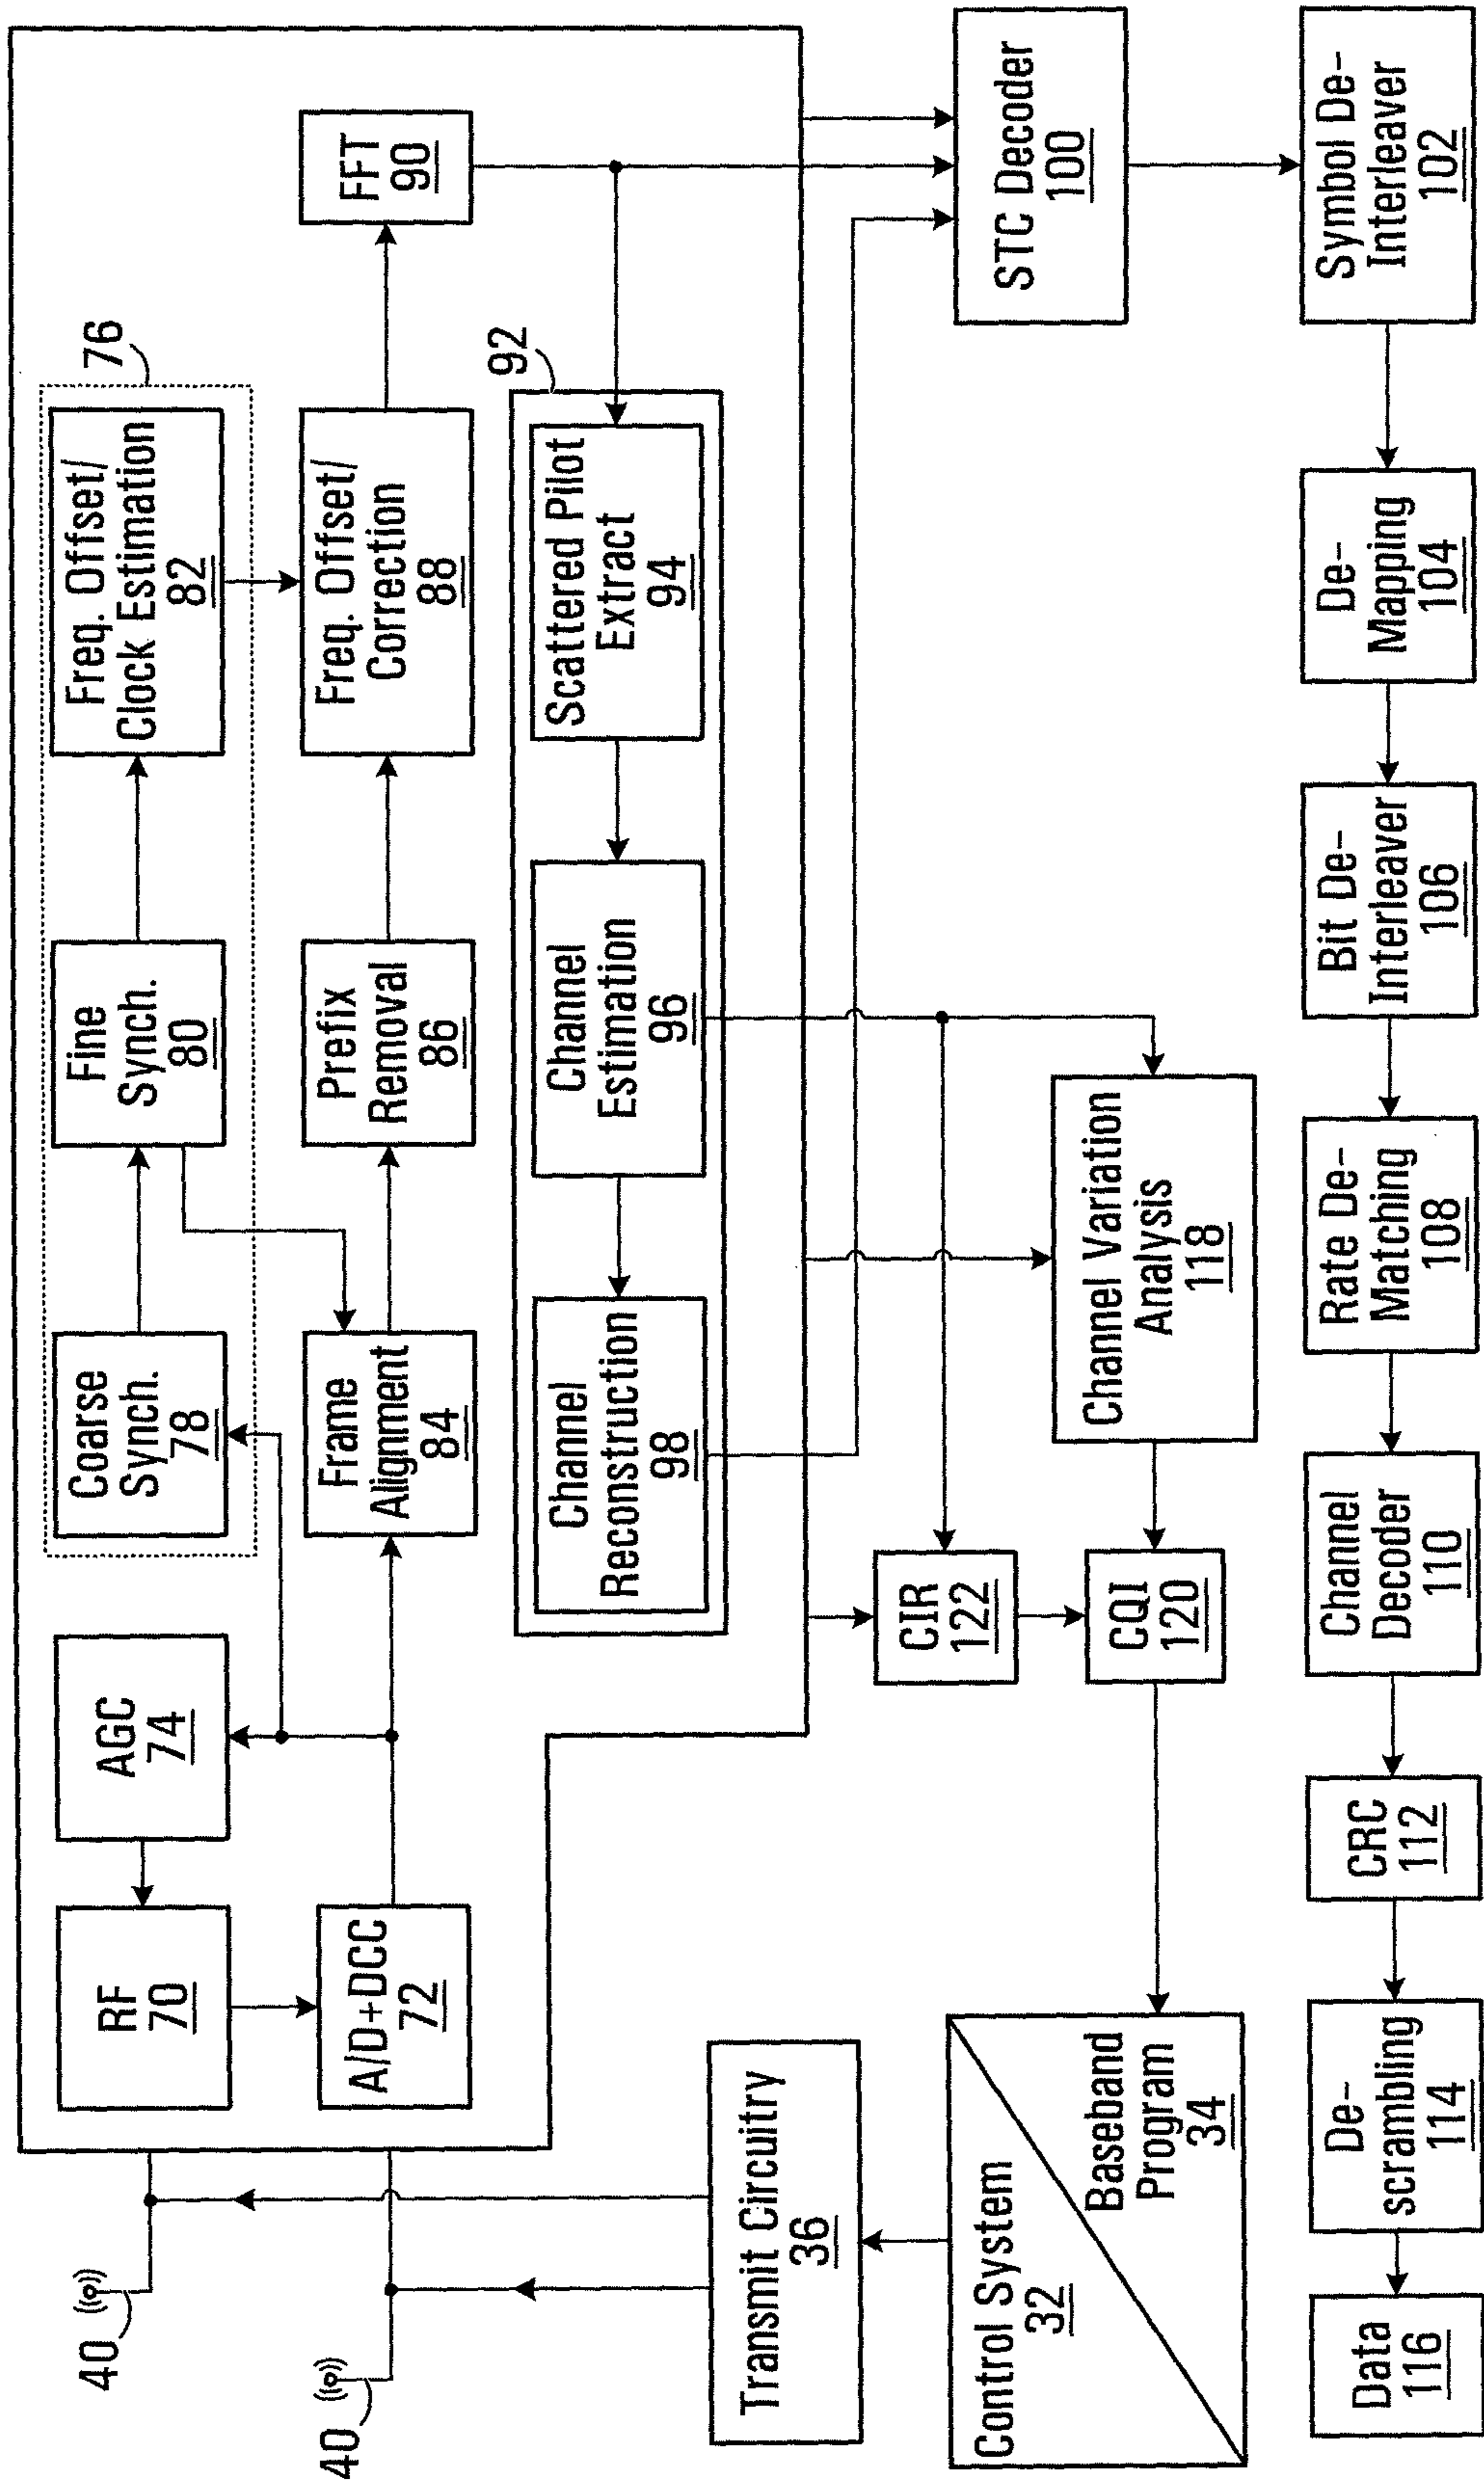 40
40
RF
70
A/D+DCC
72
AGC
74
76
Coarse
Synch.
78
Fine
Synch.
80
Freq. Offset/
Clock Estimation
82
Frame
Alignment
84
Prefix
Removal
86
Freq. Offset/
Correction
88
FFT
90
92
Channel
Reconstruction
98
Channel
Estimation
96
Scattered Pilot
Extract
94
Transmit Circuitry
36
Control System
32
Baseband
Program
34
CIR
122
CQI
120
Channel Variation
Analysis
118
STC Decoder
100
Data
116
De-
scrambling
114
CRC
112
Channel
Decoder
110
Rate De-
Matching
108
Bit De-
Interleaver
106
De-
Mapping
104
Symbol De-
Interleaver
102